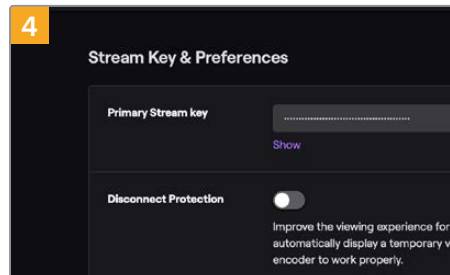 4
Stream Key & Preferences
Primary Stream key
Show
Disconnect Protection
Improve the viewing experience for
automatically display a temporary v
encoder to work properly.